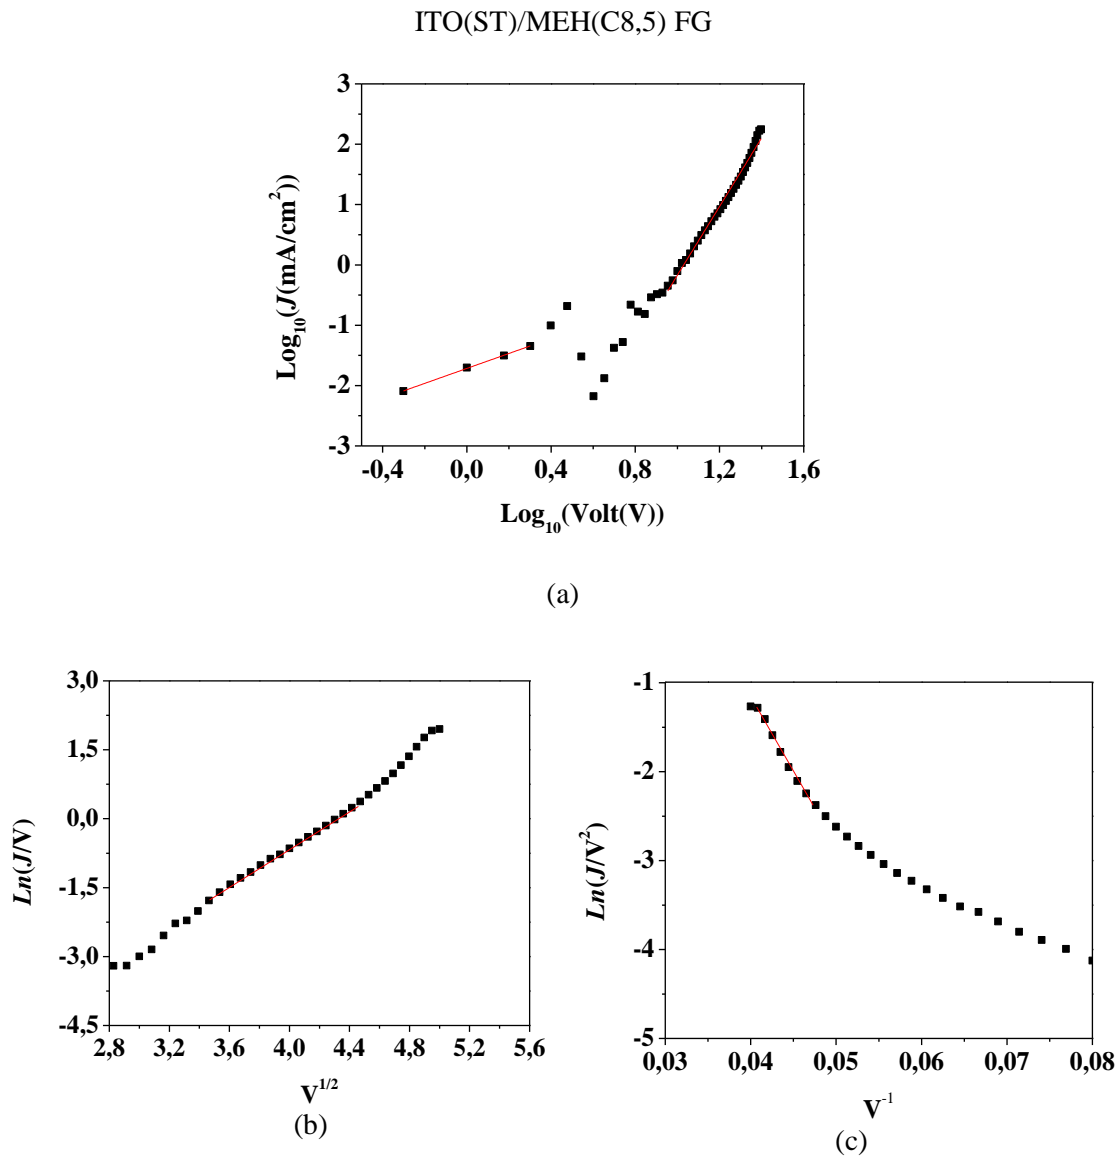 ITO(ST)/MEH(C8,5) FG
3
2
1
0
-1
-2
-3
Log10(J(mA/cm2))
-0,4 0,0 0,4 0,8 1,2 1,6
Log10(Volt(V))
(a)
3,0
1,5
0,0
-1,5
-3,0
-4,5
Ln(J/V)
2,8 3,2 3,6 4,0 4,4 4,8 5,2 5,6
V1/2
(b)
-1
-2
-3
-4
-5
Ln(J/V2)
0,03 0,04 0,05 0,06 0,07 0,08
V-1
(c)